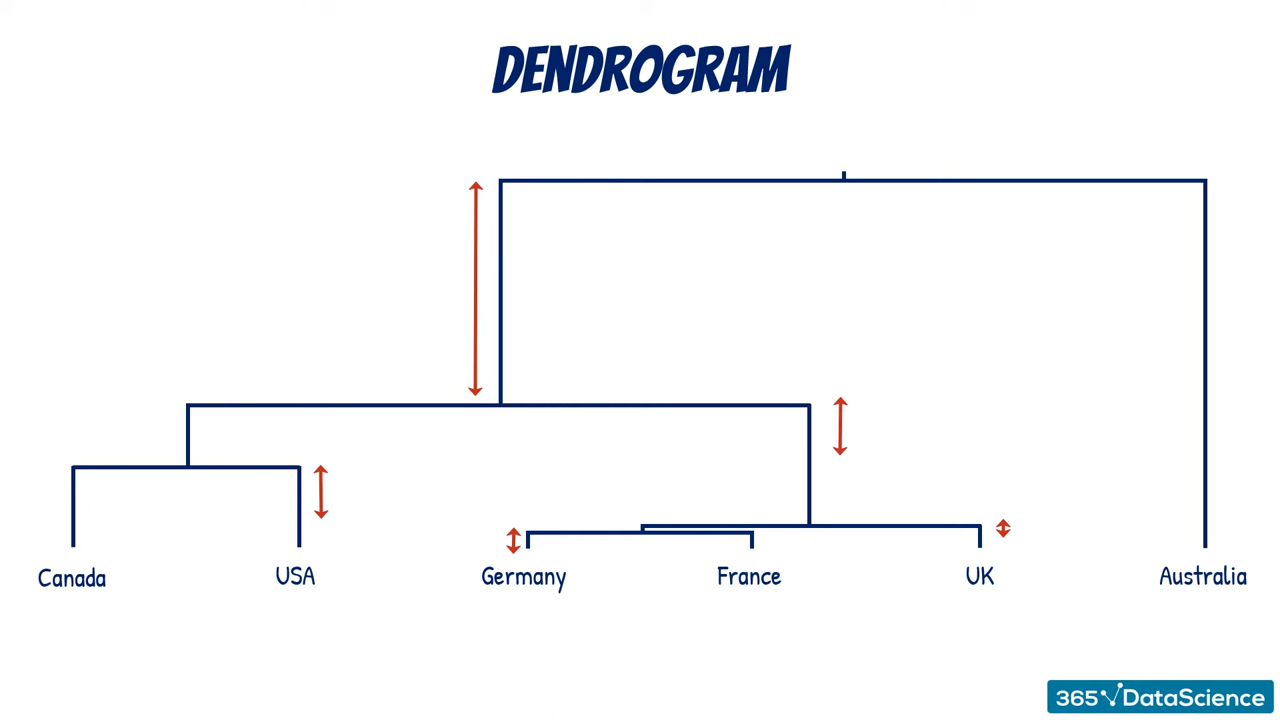 DENDROGRAM
Canada
USA
Germany
France
UK
Australia
365 DataScience